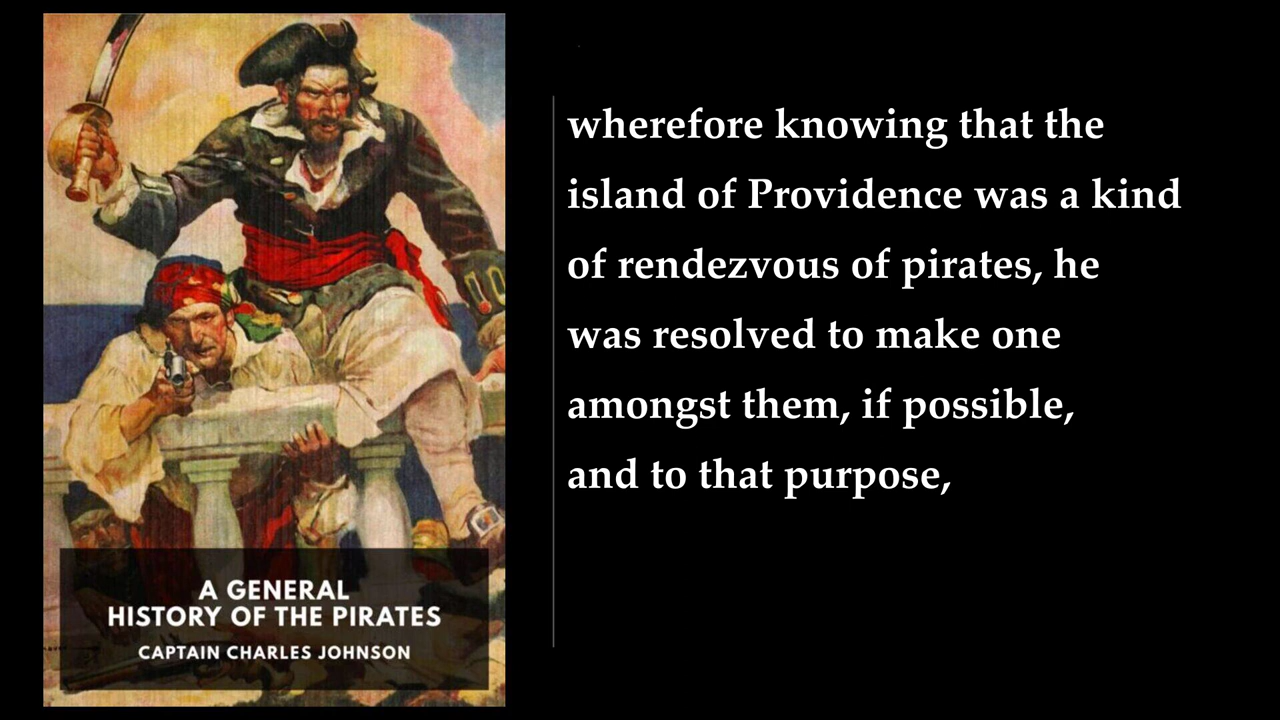 wherefore knowing that the
island of Providence was a kind
of rendezvous of pirates, he
was resolved to make one
amongst them, if possible,
and to that purpose,
A GENERAL
HISTORY OF THE PIRATES
CAPTAIN CHARLES JOHNSON